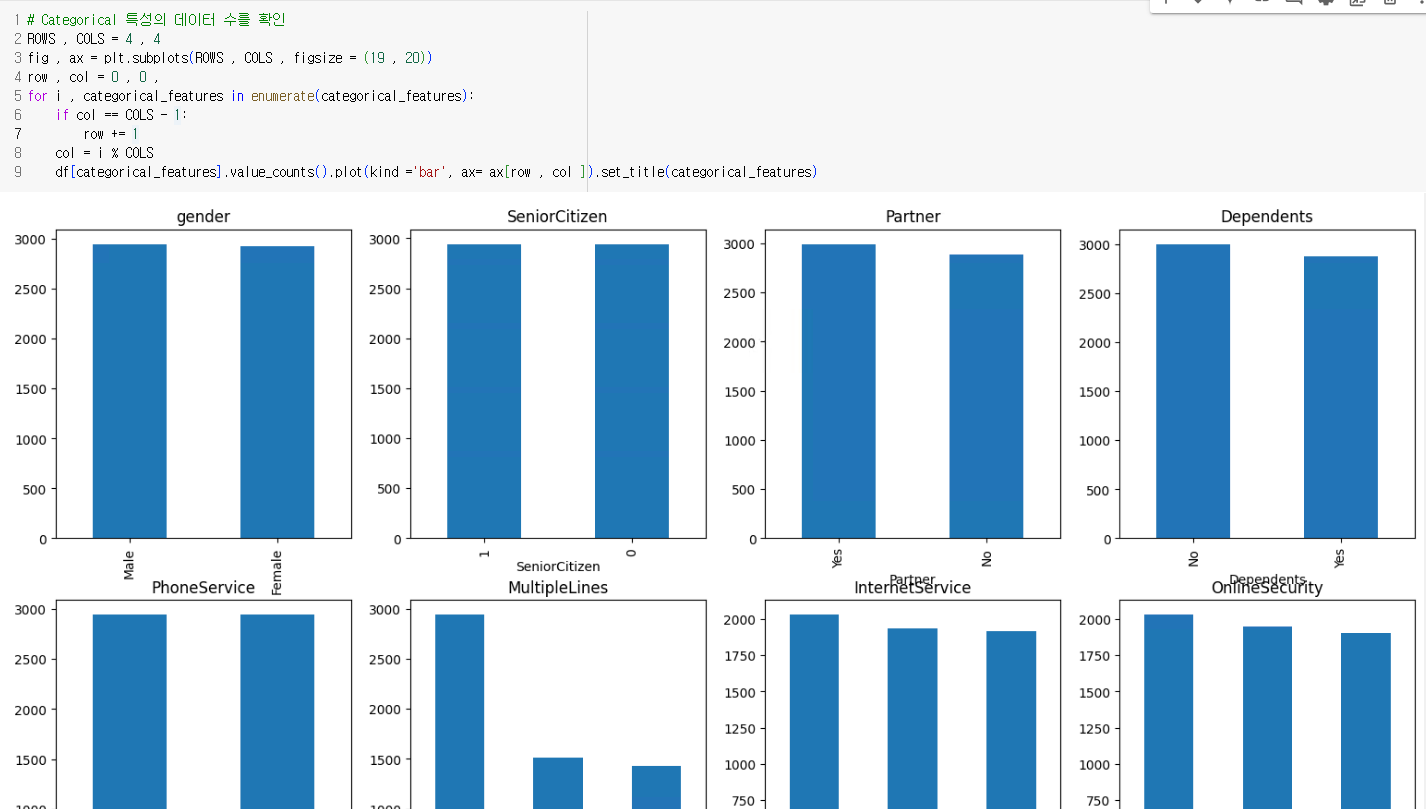 1 # Categorical 특성의 데이터 수를 확인
2 ROWS , COLS = 4 , 4
3 fig , ax = plt.subplots(ROWS , COLS , figsize = (19 , 20))
4 row , col = 0 , 0 ,
5 for i , categorical_features in enumerate(categorical_features):
6     if col == COLS - 1:
7         row += 1
8     col = i % COLS
9     df[categorical_features].value_counts().plot(kind ='bar', ax= ax[row , col ]).set_title(categorical_features)
gender SeniorCitizen Partner Dependents
3000 3000 3000 3000
2500 2500 2500 2500
2000 2000 2000 2000
1500 1500 1500 1500
1000 1000 1000 1000
500 500 500 500
0 0 0 0
Male Female 1 0 Yes No No Yes
SeniorCitizen Partner Dependents
PhoneService MultipleLines InternetService OnlineSecurity
3000 3000 2000 2000
2500 2500 1750 1750
2000 2000 1500 1500
1500 1500 1250 1250
1000 1000 1000 1000
750 750